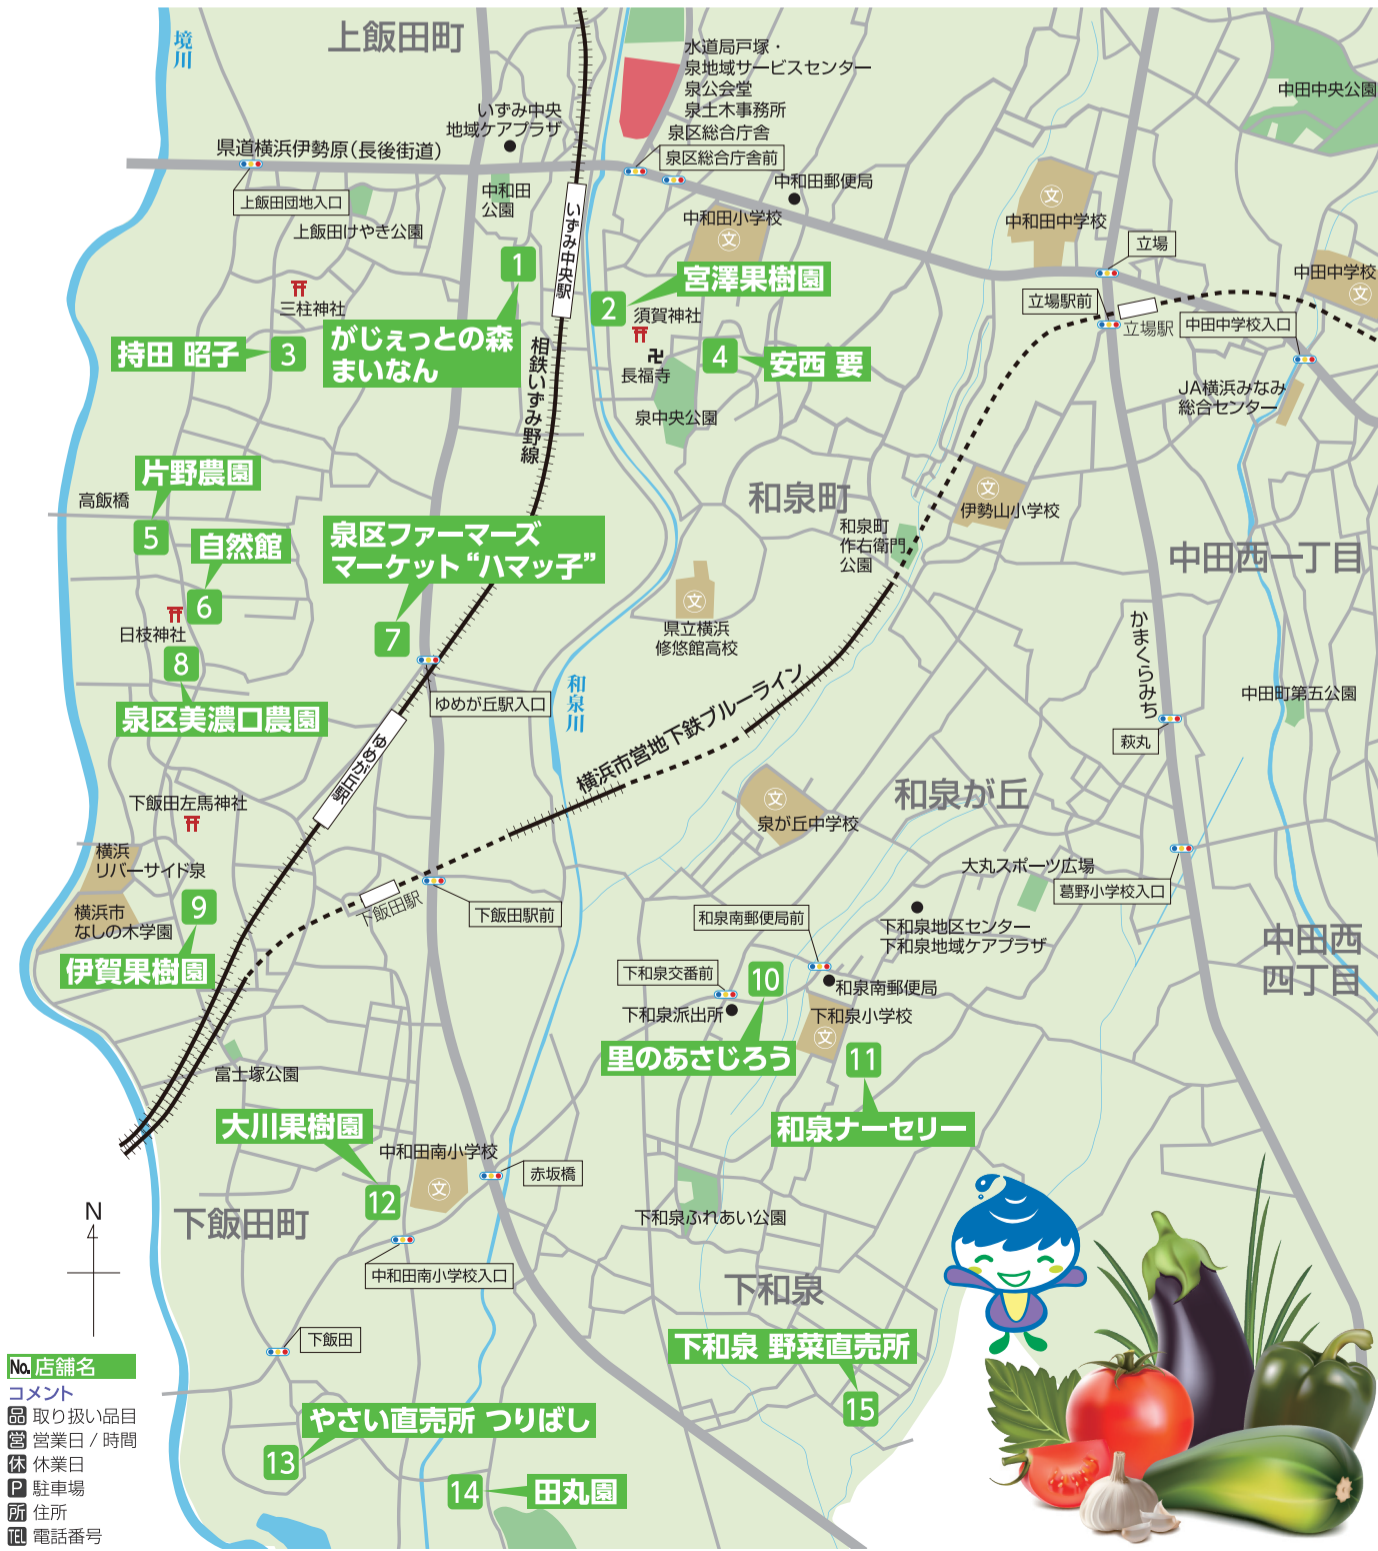 境川
上飯田町
水道局戸塚・
泉地域サービスセンター
泉公会堂
泉土木事務所
泉区総合庁舎
泉区総合庁舎前
中田中央公園
いずみ中央
地域ケアプラザ
県道横浜伊勢原(長後街道)
上飯田団地入口
上飯田けやき公園
中和田
公園
いずみ中央駅
中和田郵便局
中和田小学校
文
中和田中学校
文
立場
立場駅前
立場駅
中田中学校
文
中田中学校入口
JA横浜みなみ
総合センター
三柱神社
1
がじぇっとの森
まいなん
2
宮澤果樹園
須賀神社
卍
長福寺
泉中央公園
3
持田 昭子
4
安西 要
相鉄いずみ野線
片野農園
高飯橋
5
自然館
6
日枝神社
8
泉区美濃口農園
泉区ファーマーズ
マーケット“ハマッ子”
7
ゆめが丘駅入口
ゆめが丘駅
和泉川
和泉町
和泉町
作右衛門
公園
文
伊勢山小学校
文
県立横浜
修悠館高校
中田西一丁目
かまくらみち
中田町第五公園
萩丸
横浜市営地下鉄ブルーライン
和泉が丘
文
泉が丘中学校
大丸スポーツ広場
葛野小学校入口
下飯田左馬神社
横浜
リバーサイド泉
横浜市
なしの木学園
9
伊賀果樹園
下飯田駅
下飯田駅前
和泉南郵便局前
下和泉地区センター
下和泉地域ケアプラザ
中田西
四丁目
下和泉交番前
10
和泉南郵便局
下和泉派出所
下和泉小学校
文
里のあさじろう
11
和泉ナーセリー
富士塚公園
大川果樹園
中和田南小学校
文
12
赤坂橋
中和田南小学校入口
下飯田町
下和泉ふれあい公園
下和泉
下和泉 野菜直売所
15
下飯田
やさい直売所 つりばし
13
14
田丸園
N
No. 店舗名
コメント
品 取り扱い品目
営 営業日 / 時間
休 休業日
P 駐車場
所 住所
TEL 電話番号